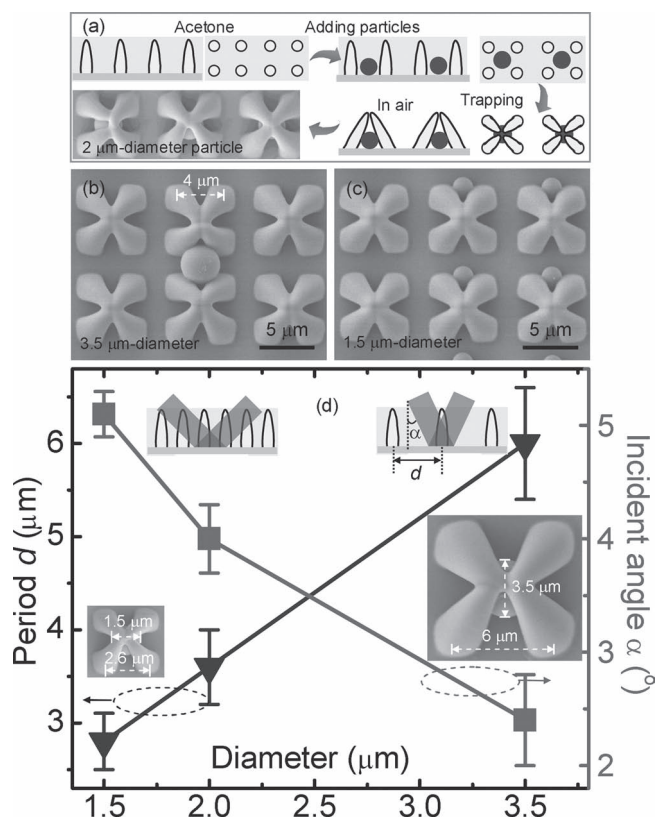 (a)
Acetone
Adding particles
In air
Trapping
2 μm-diameter particle
(b)
4 μm
3.5 μm-diameter
5 μm
(c)
1.5 μm-diameter
5 μm
(d)
α
d
Period d (μm)
6
5
4
3
Incident angle α (°)
5
4
3
2
1.5 μm
2.6 μm
3.5 μm
6 μm
Diameter (μm)
1.5
2.0
2.5
3.0
3.5